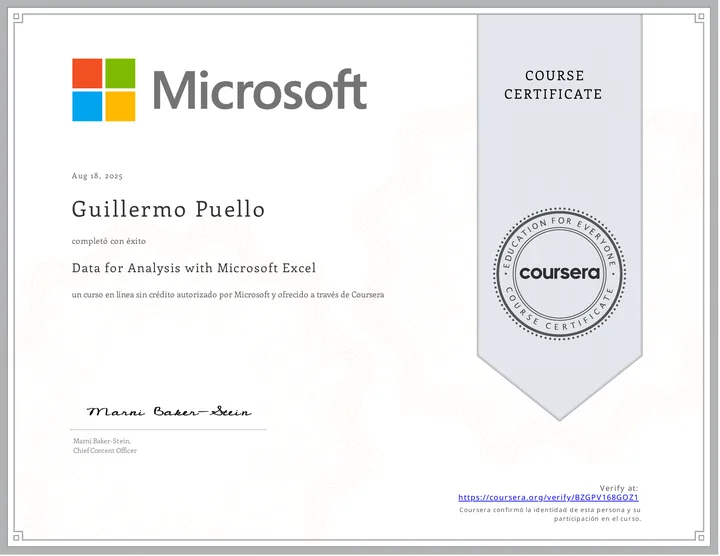 Microsoft
COURSE
CERTIFICATE
Aug 18, 2025
Guillermo Puello
completó con éxito
Data for Analysis with Microsoft Excel
un curso en línea sin crédito autorizado por Microsoft y ofrecido a través de Coursera
EDUCATION FOR EVERYONE
coursera
COURSE CERTIFICATE
Marni Baker-Stein
Marni Baker-Stein,
Chief Content Officer
Verify at:
https://coursera.org/verify/BZGPV168GOZ1
Coursera confirmó la identidad de esta persona y su
participación en el curso.